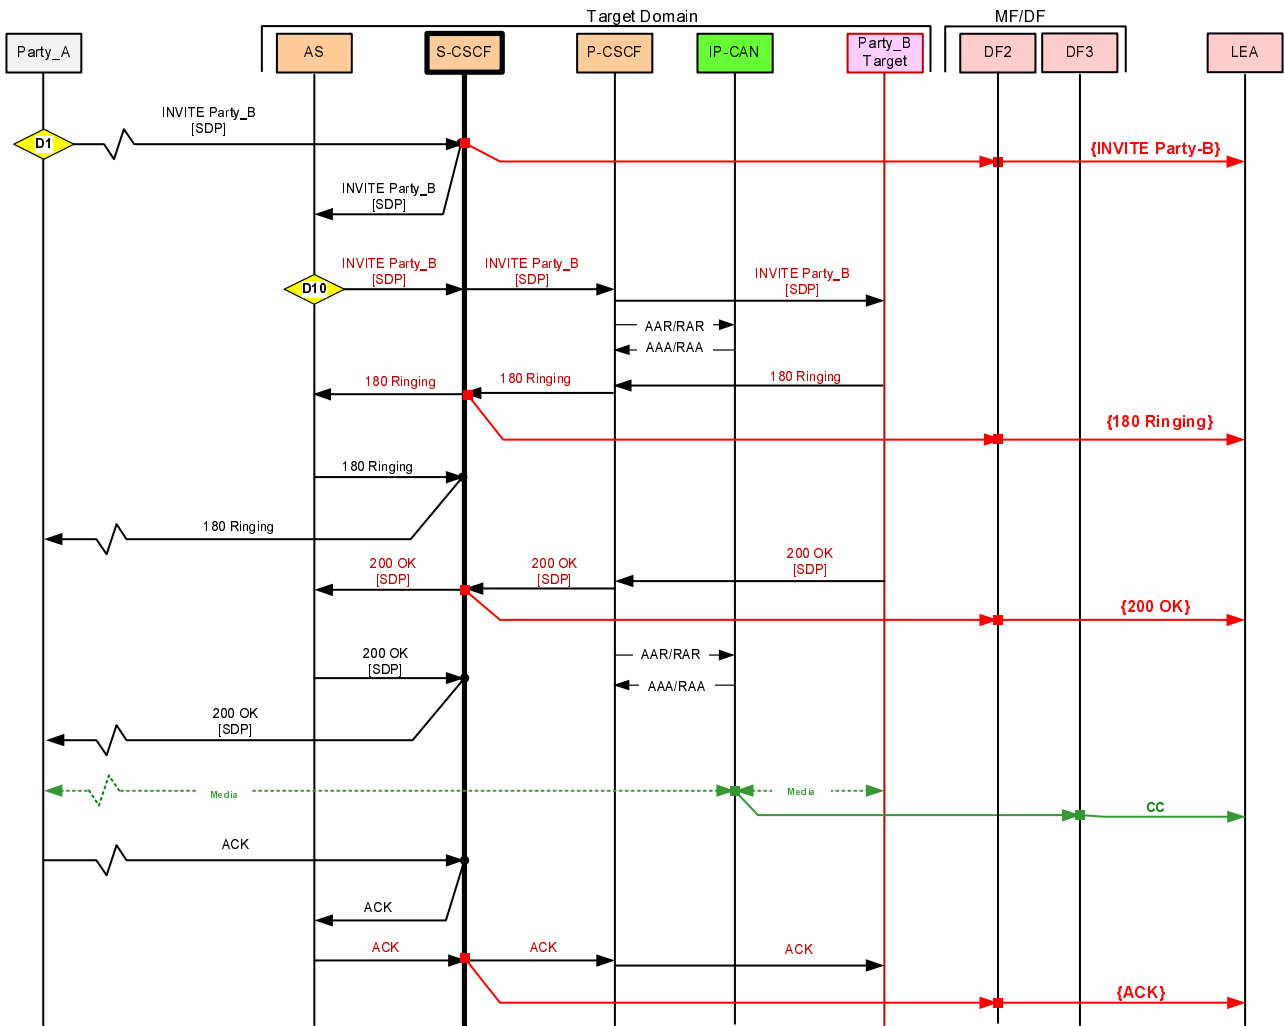 Target Domain
MF/DF
Party_A
AS
S-CSCF
P-CSCF
IP-CAN
Party_B
Target
DF2
DF3
LEA
INVITE Party_B
[SDP]
D1
{INVITE Party-B}
INVITE Party_B
[SDP]
INVITE Party_B
[SDP]
INVITE Party_B
[SDP]
INVITE Party_B
[SDP]
D10
AAR/RAR
AAA/RAA
180 Ringing
180 Ringing
180 Ringing
{180 Ringing}
180 Ringing
180 Ringing
200 OK
[SDP]
200 OK
[SDP]
200 OK
[SDP]
{200 OK}
200 OK
[SDP]
AAR/RAR
AAA/RAA
200 OK
[SDP]
Media
Media
CC
ACK
ACK
ACK
ACK
ACK
{ACK}